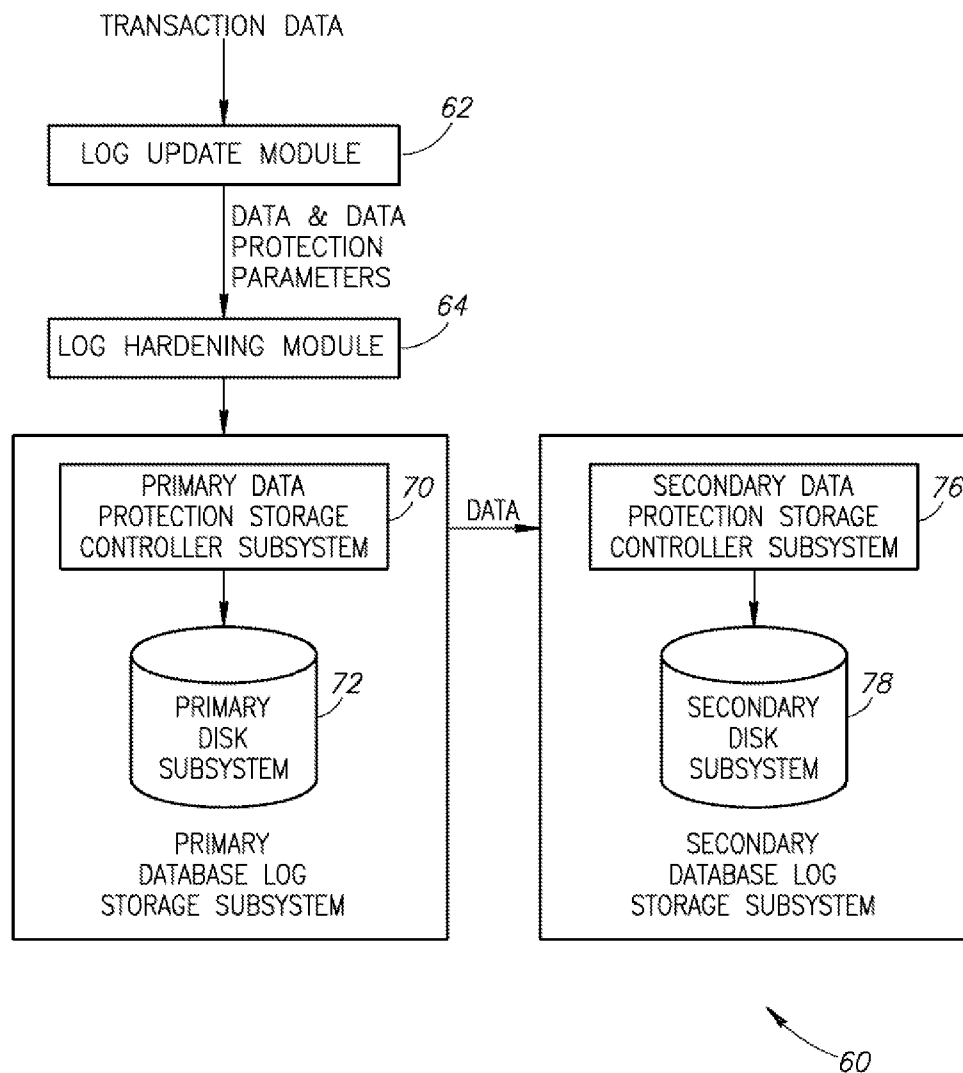 TRANSACTION DATA
62
LOG UPDATE MODULE
DATA & DATA
PROTECTION
PARAMETERS
64
LOG HARDENING MODULE
70
PRIMARY DATA
PROTECTION STORAGE
CONTROLLER SUBSYSTEM
DATA
76
SECONDARY DATA
PROTECTION STORAGE
CONTROLLER SUBSYSTEM
72
PRIMARY
DISK
SUBSYSTEM
78
SECONDARY
DISK
SUBSYSTEM
PRIMARY
DATABASE LOG
STORAGE SUBSYSTEM
SECONDARY
DATABASE LOG
STORAGE SUBSYSTEM
60